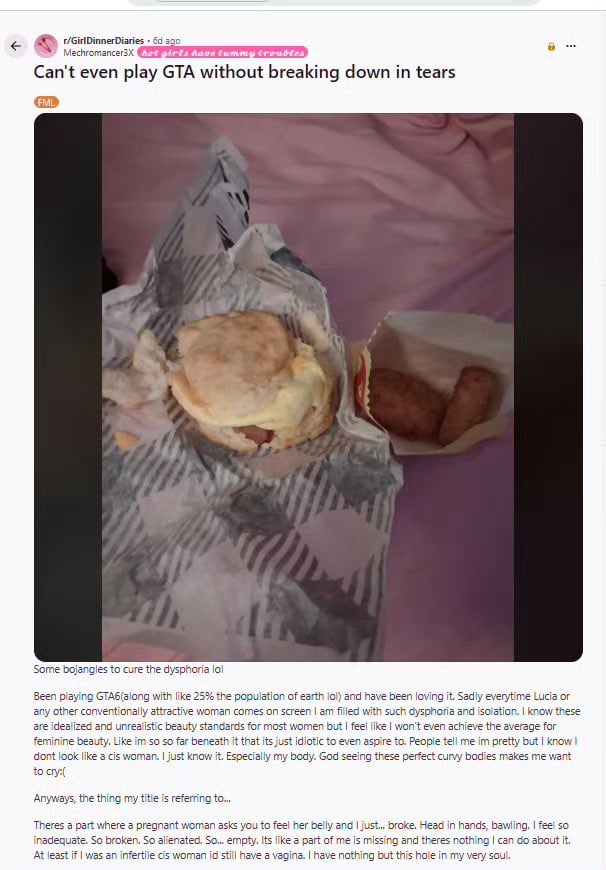 r/GirlDinnerDiaries • 6d ago
Mechromancer3X hot girls have tummy troubles
Can't even play GTA without breaking down in tears
FML
Some bojangles to cure the dysphoria lol
Been playing GTA6(along with like 25% the population of earth lol) and have been loving it. Sadly everytime Lucia or
any other conventionally attractive woman comes on screen I am filled with such dysphoria and isolation. I know these
are idealized and unrealistic beauty standards for most women but I feel like I won't even achieve the average for
feminine beauty. Like im so so far beneath it that its just idiotic to even aspire to. People tell me im pretty but I know I
dont look like a cis woman. I just know it. Especially my body. God seeing these perfect curvy bodies makes me want
to cry:(
Anyways, the thing my title is referring to...
Theres a part where a pregnant woman asks you to feel her belly and I just... broke. Head in hands, bawling. I feel so
inadequate. So broken. So alienated. So... empty. Its like a part of me is missing and theres nothing I can do about it.
At least if I was an infertile cis woman id still have a vagina. I have nothing but this hole in my very soul.